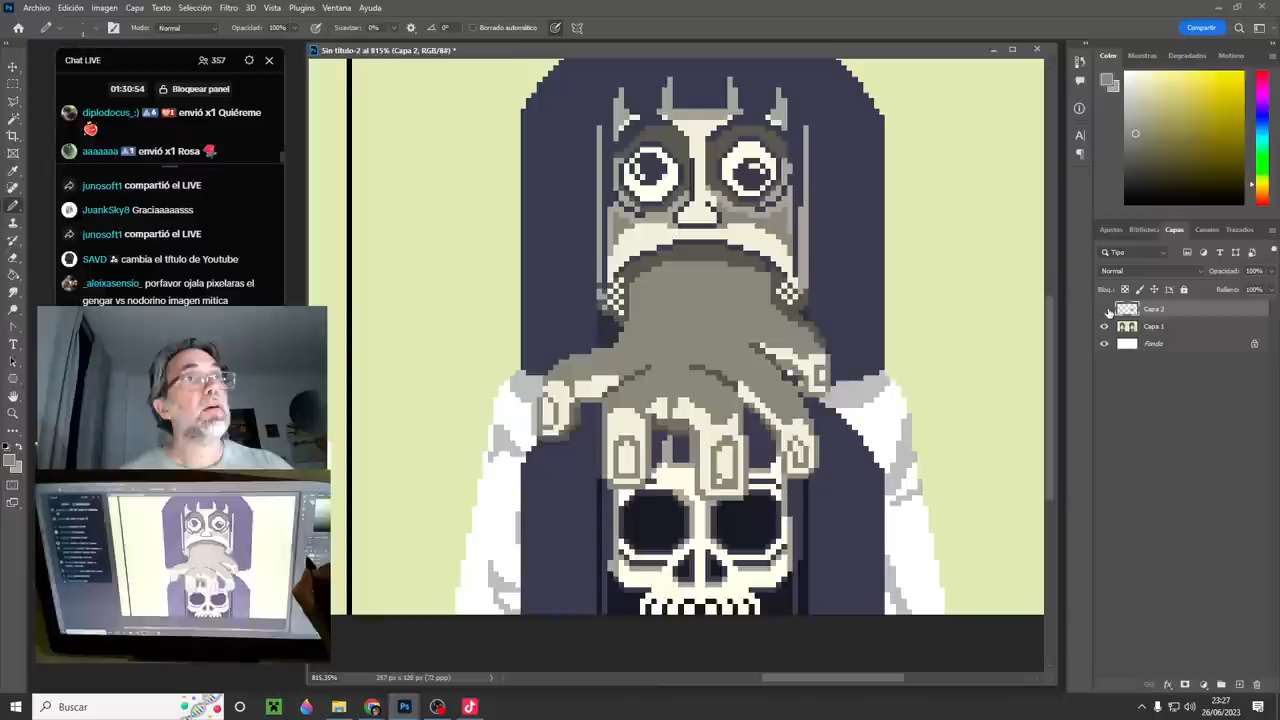 Archivo Edición Imagen Capa Texto Selección Filtro 3D Vista Plugins Ventana Ayuda
Modo: Normal Opacidad: 100% Suavizar: 0% 0° Borrado automático Compartir
Chat LIVE 357
01:30:54 Bloquear panel
diplodocus_:) 6 1 envió x1 Quiéreme
aaaaaaa 1 envió x1 Rosa
junosoft1 compartió el LIVE
JuankSky8 Graciaaaasss
junosoft1 compartió el LIVE
SAVD cambia el título de Youtube
_aleixasensio_ porfavor ojala pixelaras el
gengar vs nodorino imagen mitica
Sin título-2 al 815% (Capa 2, RGB/8#) *
815,35% 257 px x 128 px (72 ppp)
Color Muestras Degradados Motivos
Ajustes Bibliotecas Capas Canales Trazados
Tipo
Normal Opacidad: 100%
Bloq.: Relleno: 100%
Capa 2
Capa 1
Fondo
Buscar
23:27
26/06/2023